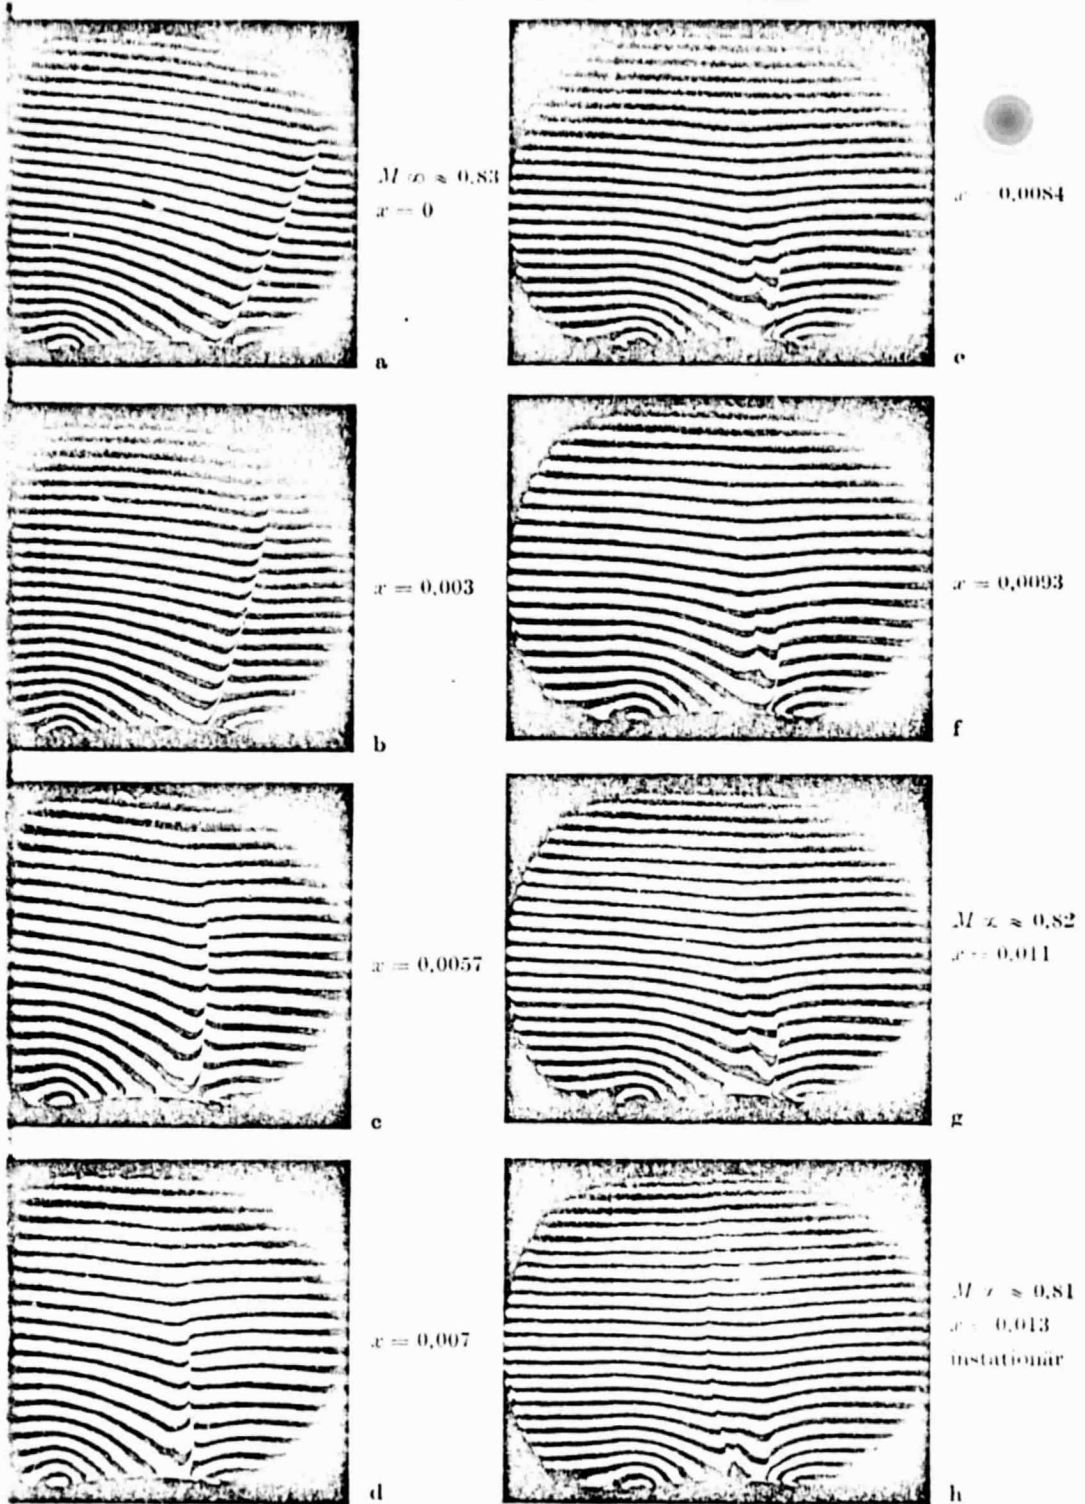 M ∞ ≈ 0,83
x = 0
a
x = 0,003
b
x = 0,0057
c
x = 0,007
d
x = 0,0084
e
x = 0,0093
f
M ∞ ≈ 0,82
x = 0,011
g
M ∞ ≈ 0,81
x = 0,013
instationär
h